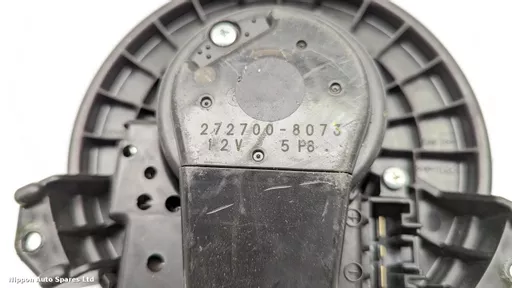 272700-8073
12V 5P8
Nippon Auto Spares Ltd